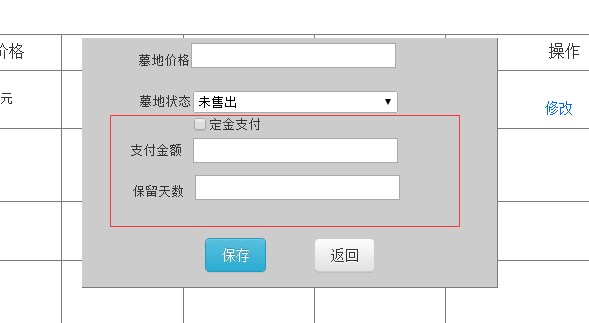 价格
操作
元
修改
墓地价格
墓地状态 未售出
定金支付
支付金额
保留天数
保存 返回